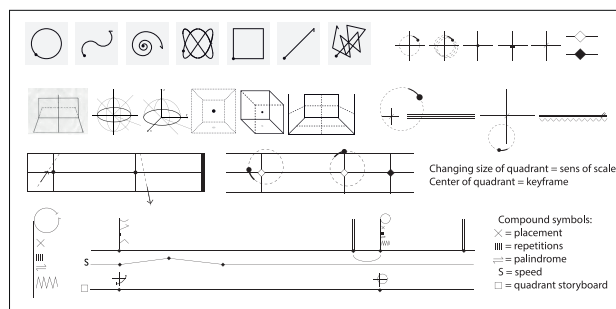 Changing size of quadrant = sens of scale
Center of quadrant = keyframe
Compound symbols:
= placement
= repetitions
= palindrome
S = speed
= quadrant storyboard
S